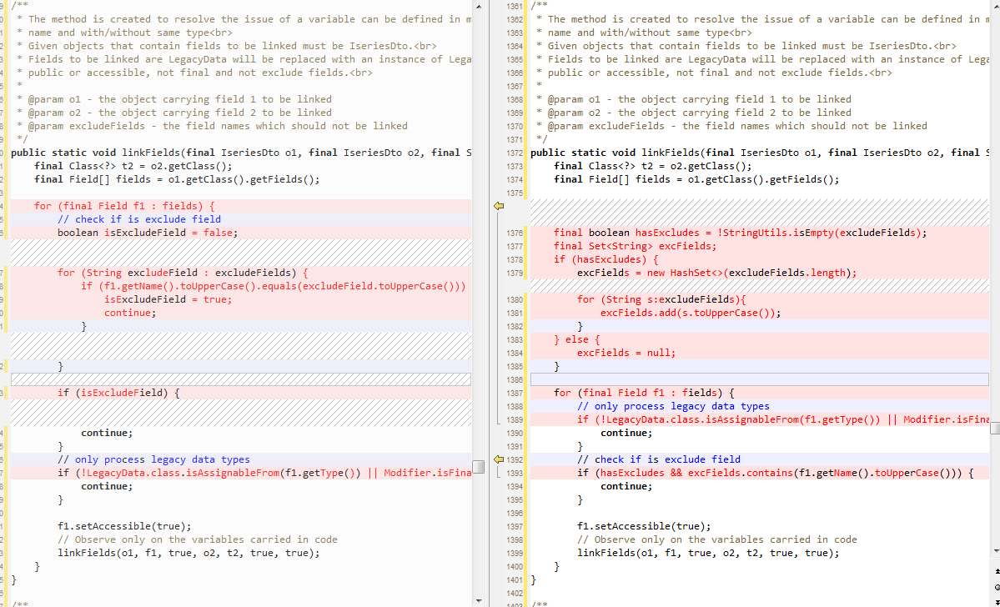 /**
 * The method is created to resolve the issue of a variable can be defined in
 * name and with/without same type<br>
 * Given objects that contain fields to be linked must be IseriesDto.<br>
 * Fields to be linked are LegacyData will be replaced with an instance of
 * public or accessible, not final and not exclude fields.<br>
 *
 * @param o1 - the object carrying field 1 to be linked
 * @param o2 - the object carrying field 2 to be linked
 * @param excludeFields - the field names which should not be linked
 */
public static void linkFields(final IseriesDto o1, final IseriesDto o2, final S
    final Class<?> t2 = o2.getClass();
    final Field[] fields = o1.getClass().getFields();
    for (final Field f1 : fields) {
        // check if is exclude field
        boolean isExcludeField = false;
        for (String excludeField : excludeFields) {
            if (f1.getName().toUpperCase().equals(excludeField.toUpperCase()))
                isExcludeField = true;
                continue;
            }
        }
        if (isExcludeField) {
            continue;
        }
        // only process legacy data types
        if (!LegacyData.class.isAssignableFrom(f1.getType()) || Modifier.isFina
            continue;
        }
        f1.setAccessible(true);
        // Observe only on the variables carried in code
        linkFields(o1, f1, true, o2, t2, true, true);
    }
}
/**
1361 /**
1362  * The method is created to resolve the issue of a variable can be defined in
1363  * name and with/without same type<br>
1364  * Given objects that contain fields to be linked must be IseriesDto.<br>
1365  * Fields to be linked are LegacyData will be replaced with an instance of Lega
1366  * public or accessible, not final and not exclude fields.<br>
1367  *
1368  * @param o1 - the object carrying field 1 to be linked
1369  * @param o2 - the object carrying field 2 to be linked
1370  * @param excludeFields - the field names which should not be linked
1371  */
1372 public static void linkFields(final IseriesDto o1, final IseriesDto o2, final S
1373     final Class<?> t2 = o2.getClass();
1374     final Field[] fields = o1.getClass().getFields();
1375
1376     final boolean hasExcludes = !StringUtils.isEmpty(excludeFields);
1377     final Set<String> excFields;
1378     if (hasExcludes) {
1379         excFields = new HashSet<>(excludeFields.length);
1380         for (String s:excludeFields){
1381             excFields.add(s.toUpperCase());
1382         }
1383     } else {
1384         excFields = null;
1385     }
1386
1387     for (final Field f1 : fields) {
1388         // only process legacy data types
1389         if (!LegacyData.class.isAssignableFrom(f1.getType()) || Modifier.isFina
1390             continue;
1391         }
1392         // check if is exclude field
1393         if (hasExcludes && excFields.contains(f1.getName().toUpperCase())) {
1394             continue;
1395         }
1396
1397         f1.setAccessible(true);
1398         // Observe only on the variables carried in code
1399         linkFields(o1, f1, true, o2, t2, true, true);
1400     }
1401 }
1402
1403 /**